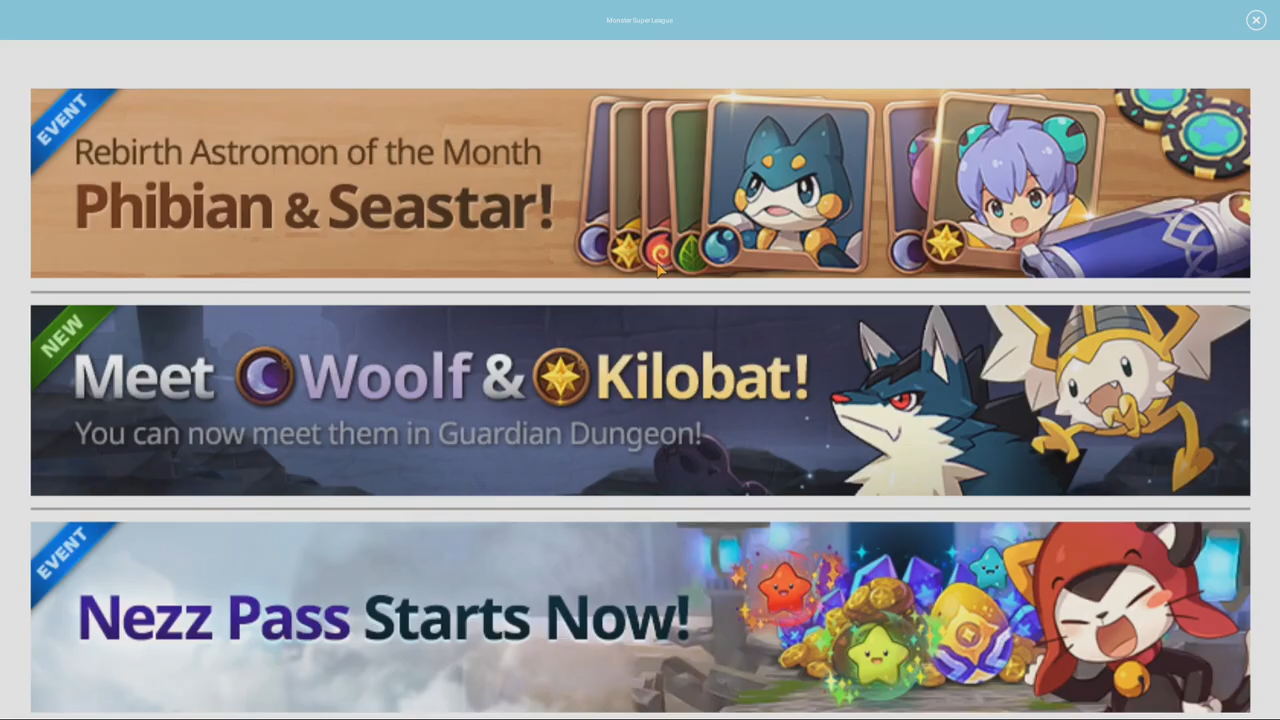 Monster Super League
EVENT
Rebirth Astromon of the Month
Phibian & Seastar!
NEW
Meet Woolf & Kilobat!
You can now meet them in Guardian Dungeon!
EVENT
Nezz Pass Starts Now!